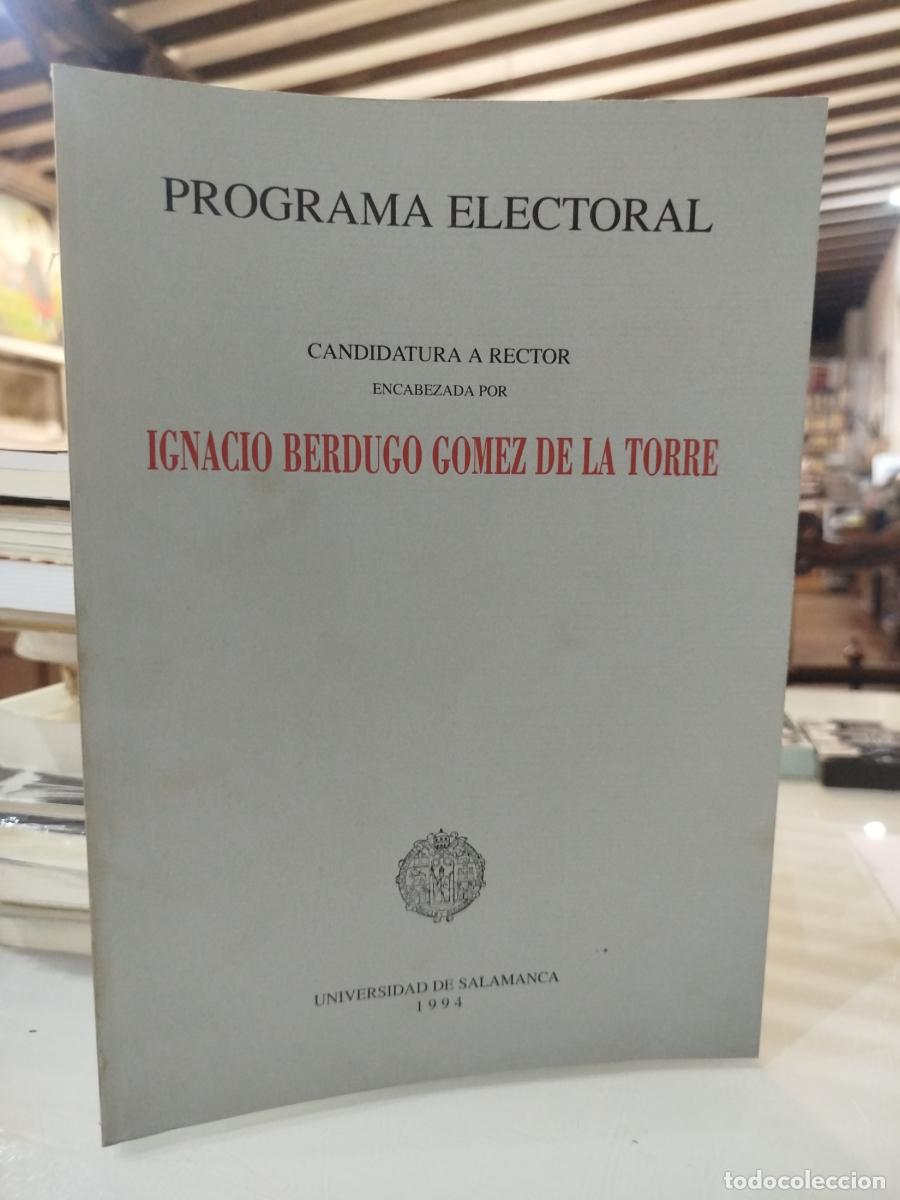 PROGRAMA ELECTORAL
CANDIDATURA A RECTOR
ENCABEZADA POR
IGNACIO BERDUGO GOMEZ DE LA TORRE
UNIVERSIDAD DE SALAMANCA
1994
todocoleccion